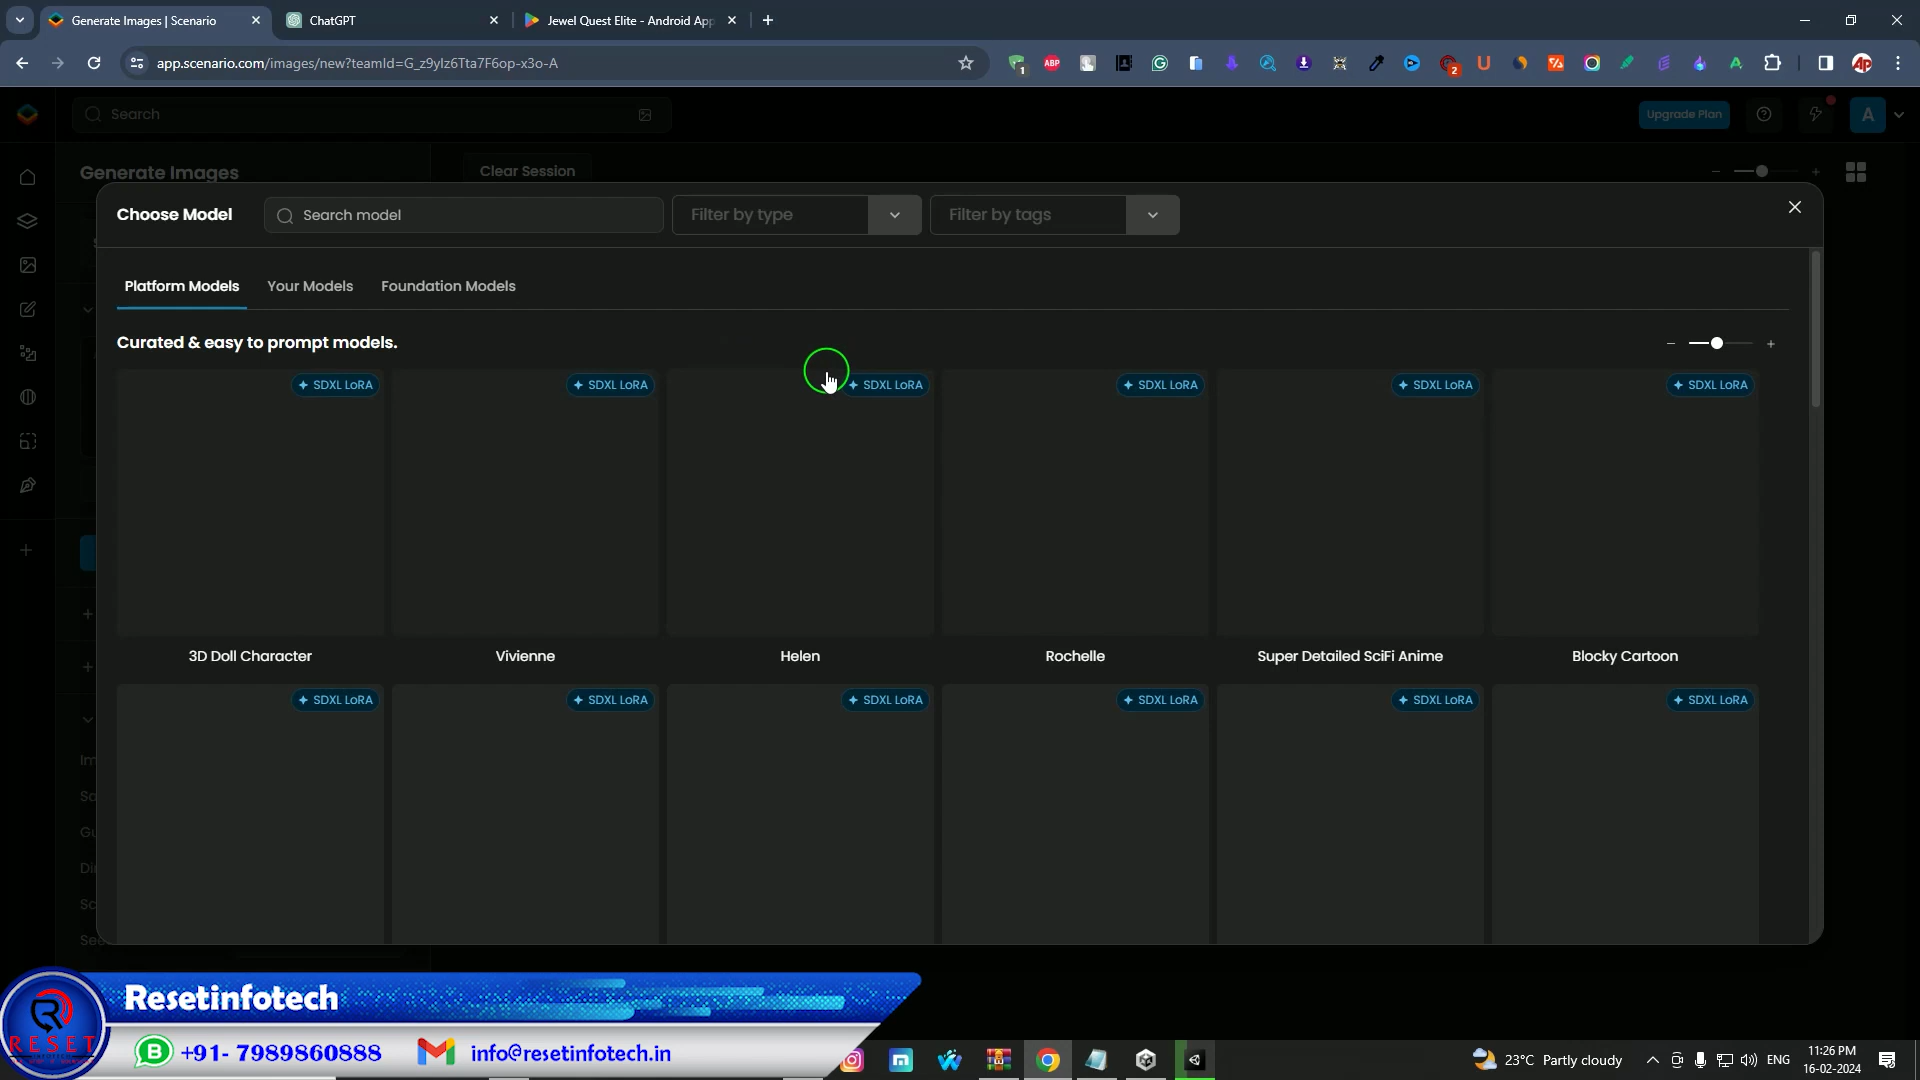 Generate Images | Scenario
ChatGPT
Jewel Quest Elite - Android App
app.scenario.com/images/new?teamId=G_z9yIz6Tta7F6op-x3o-A
Search
Upgrade Plan
A
Generate Images
Clear Session
Choose Model
Search model
Filter by type
Filter by tags
Platform Models
Your Models
Foundation Models
Curated & easy to prompt models.
SDXL LoRA
SDXL LoRA
SDXL LoRA
SDXL LoRA
SDXL LoRA
SDXL LoRA
3D Doll Character
Vivienne
Helen
Rochelle
Super Detailed SciFi Anime
Blocky Cartoon
SDXL LoRA
SDXL LoRA
SDXL LoRA
SDXL LoRA
SDXL LoRA
SDXL LoRA
Resetinfotech
RESET
+91- 7989860888
info@resetinfotech.in
23°C Partly cloudy
ENG
11:26 PM
16-02-2024